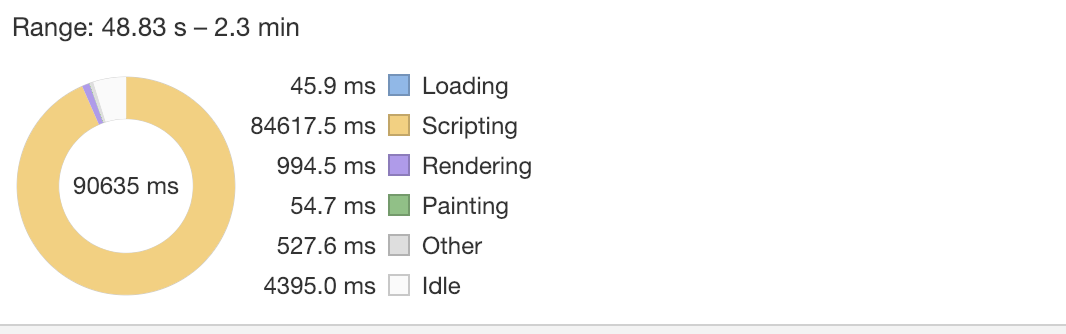 Range: 48.83 s – 2.3 min
45.9 ms Loading
84617.5 ms Scripting
994.5 ms Rendering
90635 ms
54.7 ms Painting
527.6 ms Other
4395.0 ms Idle